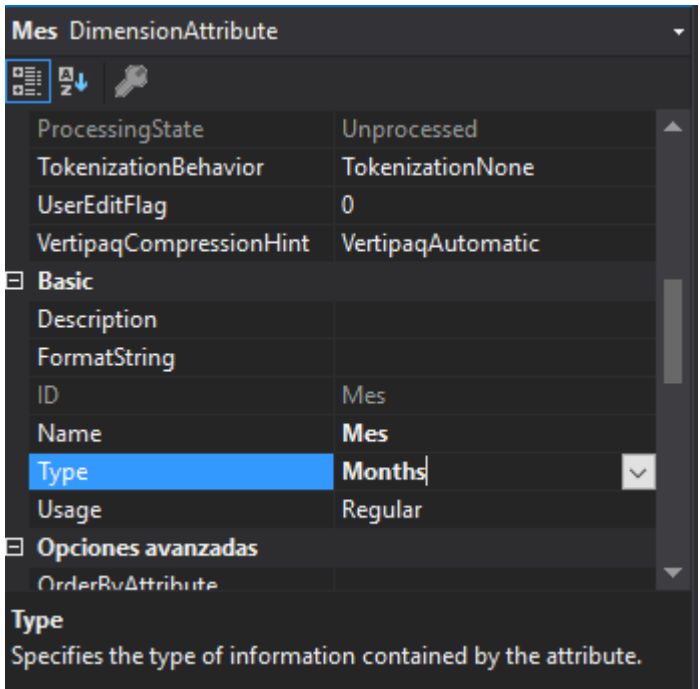 Mes DimensionAttribute
A
Z
ProcessingState Unprocessed
TokenizationBehavior TokenizationNone
UserEditFlag 0
VertipaqCompressionHint VertipaqAutomatic
Basic
Description
FormatString
ID Mes
Name Mes
Type Months
Usage Regular
Opciones avanzadas
OrderByAttribute
Type
Specifies the type of information contained by the attribute.